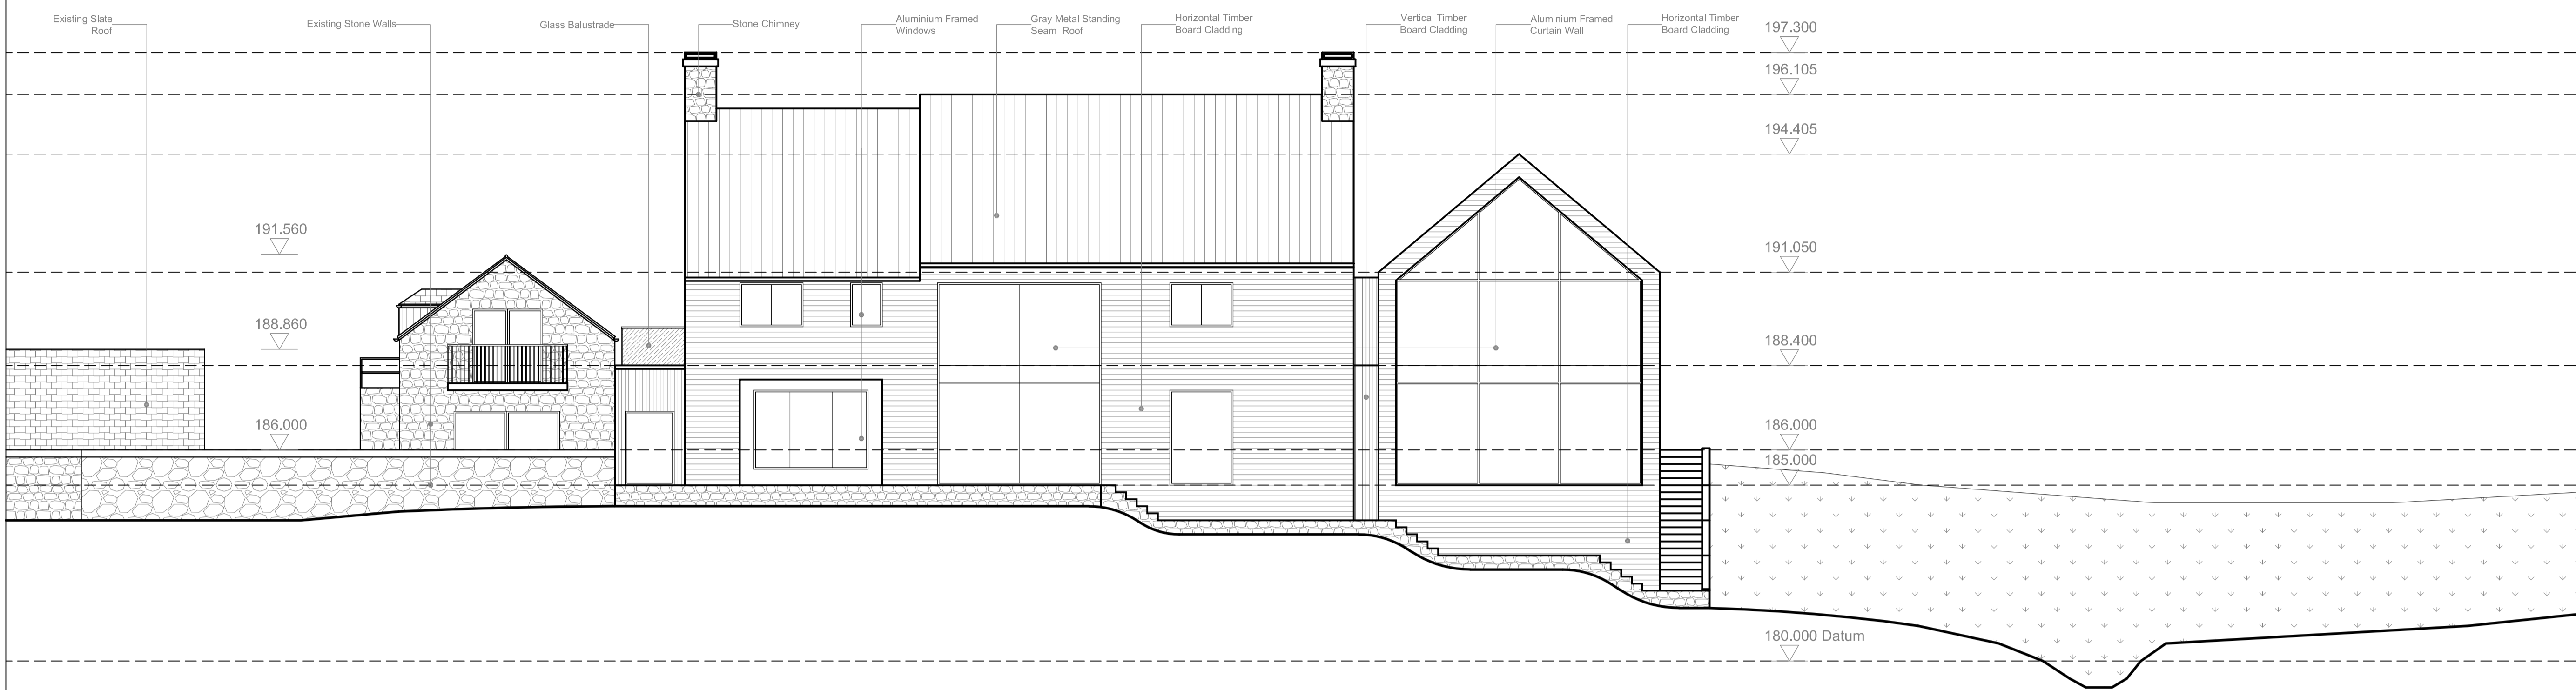 Existing Slate
Roof
Existing Stone Walls
Glass Balustrade
Stone Chimney
Aluminium Framed
Windows
Gray Metal Standing
Seam Roof
Horizontal Timber
Board Cladding
Vertical Timber
Board Cladding
Aluminium Framed
Curtain Wall
Horizontal Timber
Board Cladding
197.300
196.105
194.405
191.560
191.050
188.860
188.400
186.000
186.000
185.000
180.000 Datum